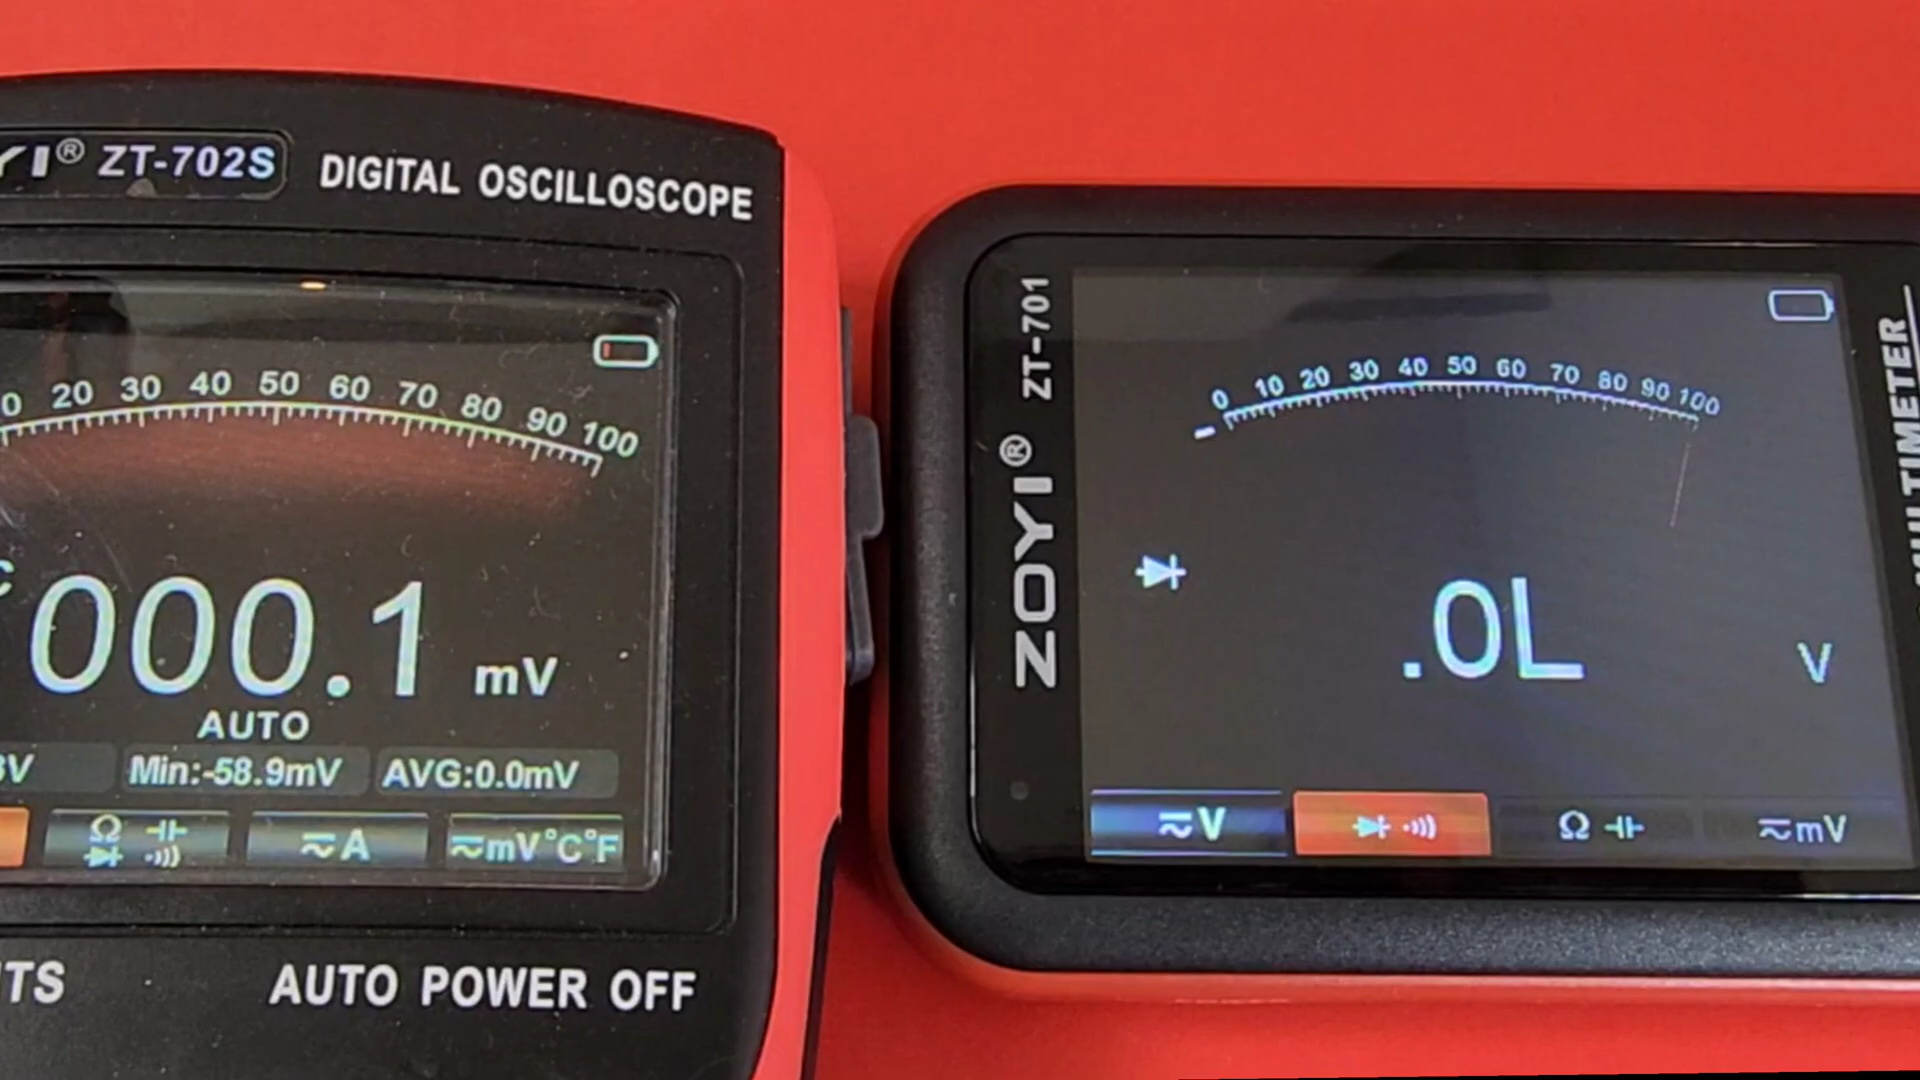 YI® ZT-702S
DIGITAL OSCILLOSCOPE
0 20 30 40 50 60 70 80 90 100
000.1 mV
AUTO
V Min:-58.9mV AVG:0.0mV
Ω
A
mV°C°F
TS
AUTO POWER OFF
ZOYI® ZT-701
0 10 20 30 40 50 60 70 80 90 100
.0L
V
V Ω mV
MULTIMETER